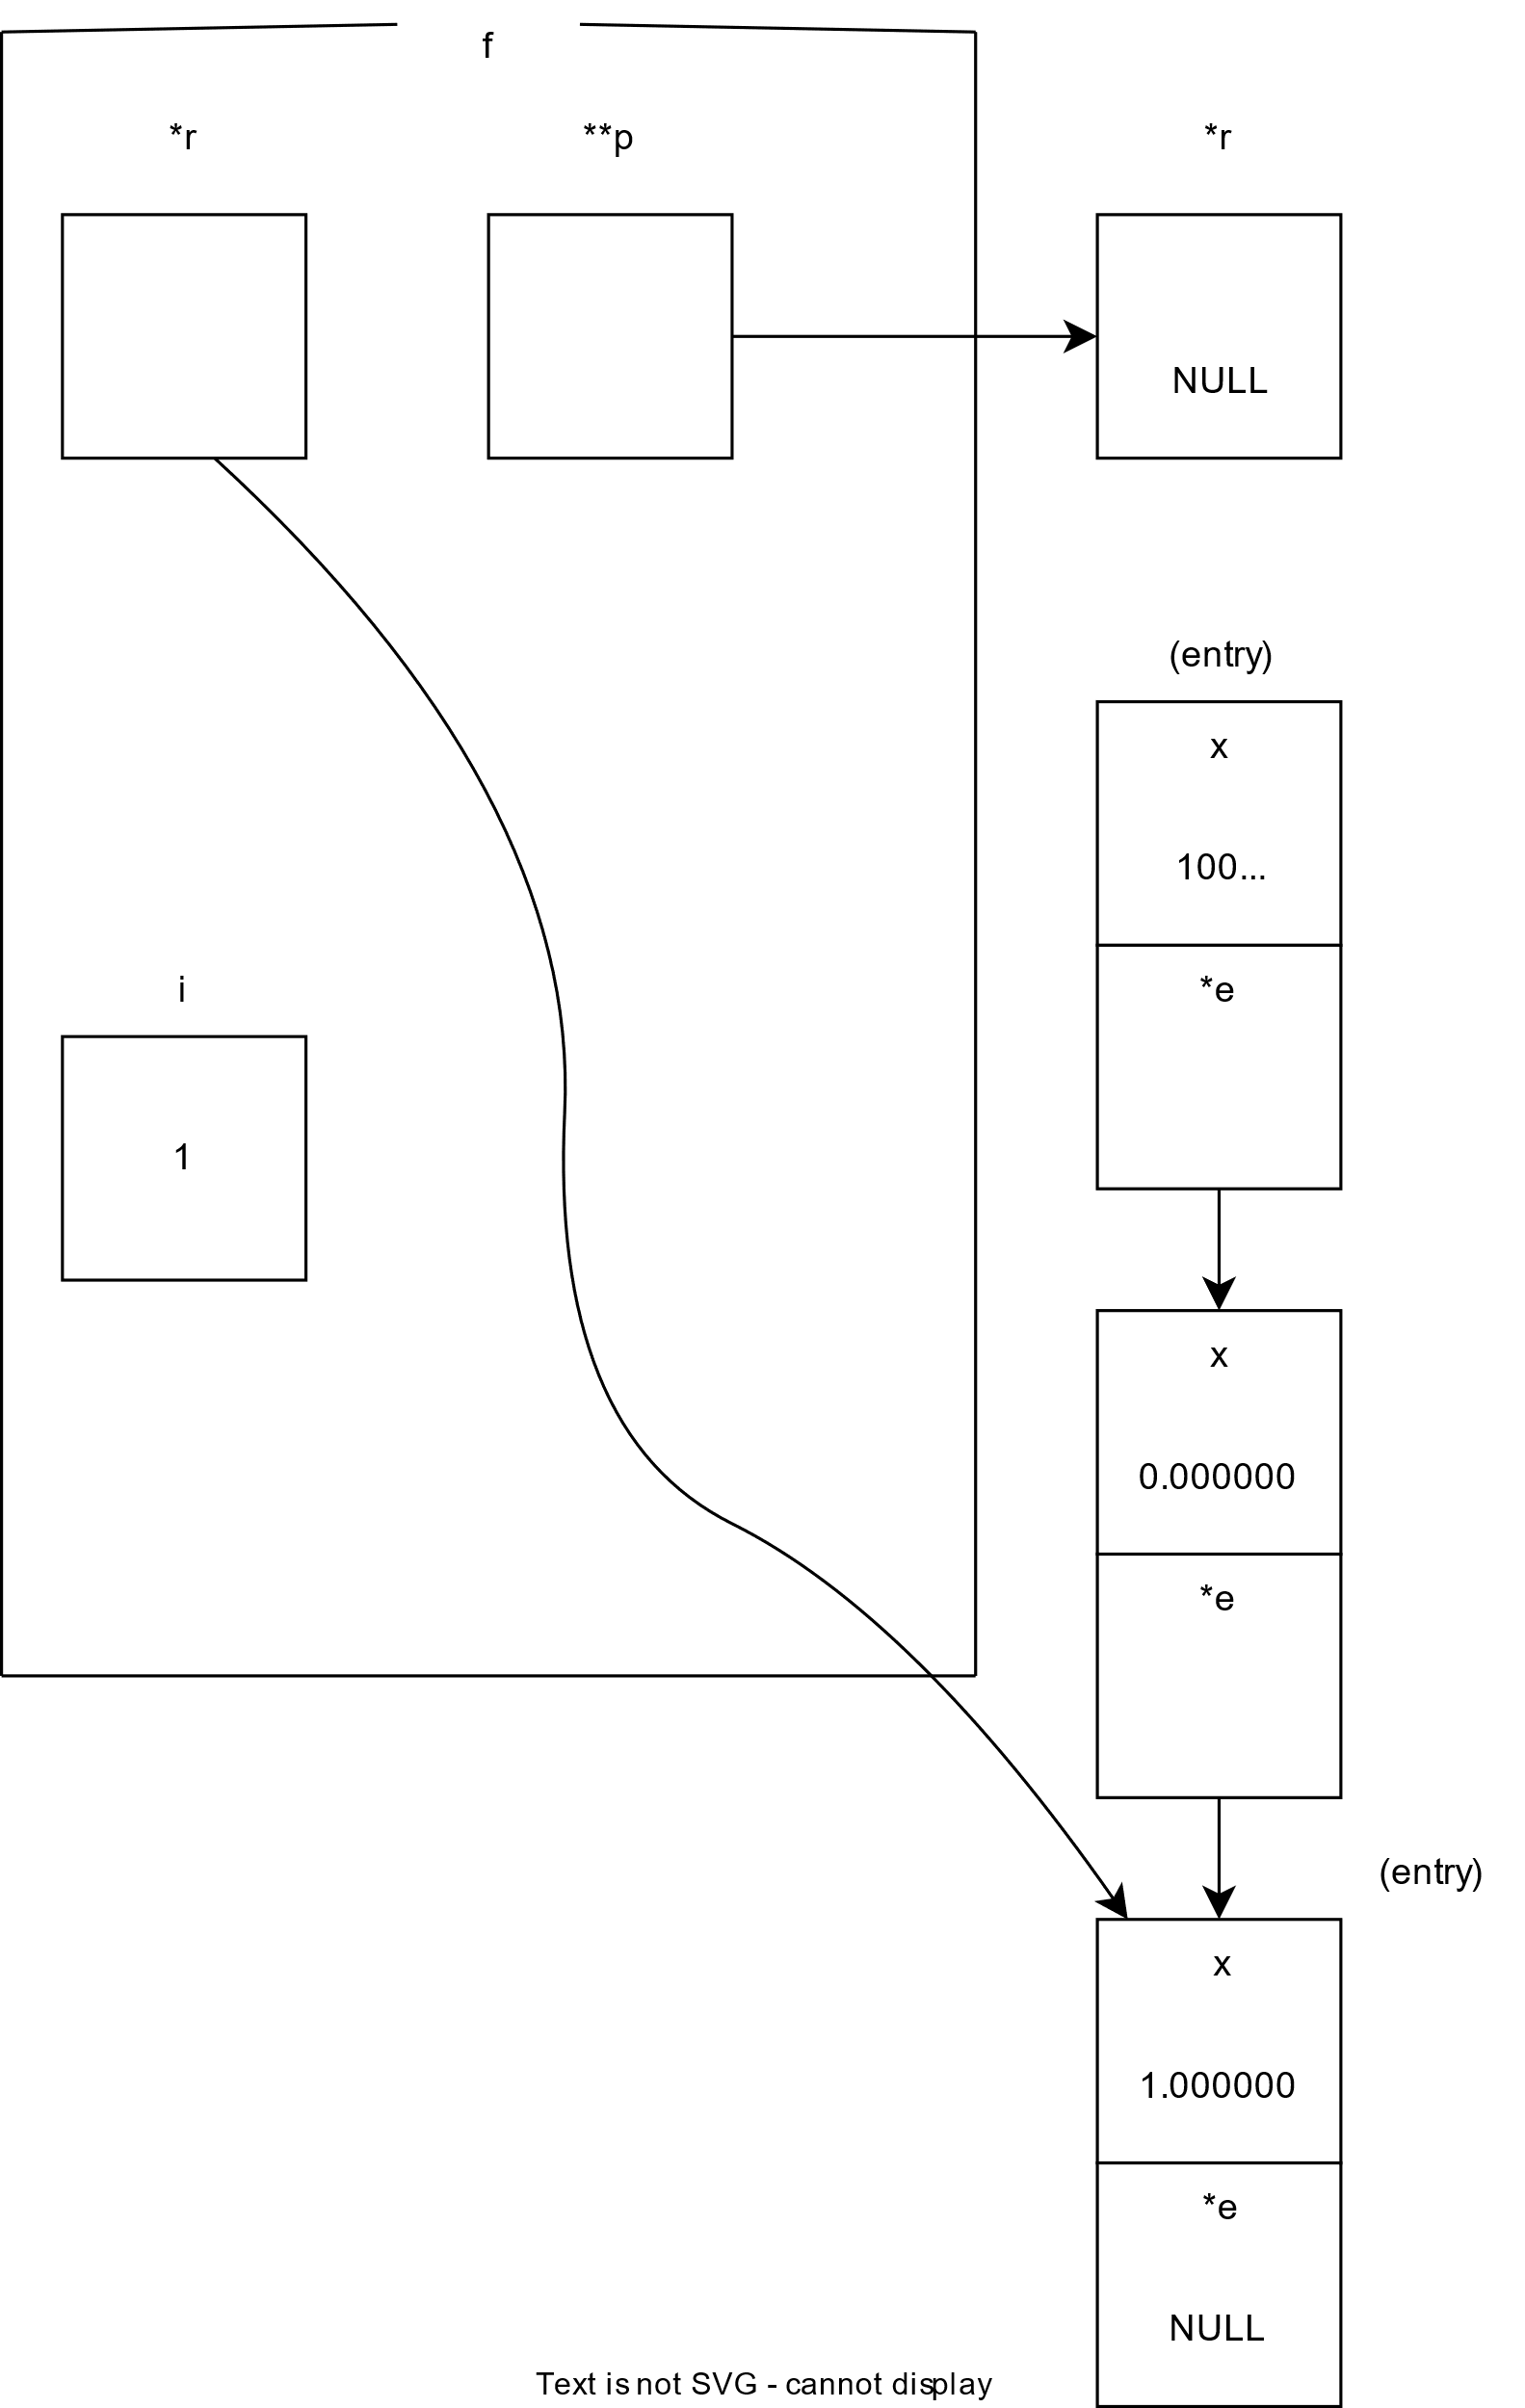 f
*r
**p
*r
NULL
(entry)
x
100...
*e
i
1
x
0.000000
*e
(entry)
x
1.000000
*e
NULL
Text is not SVG - cannot display